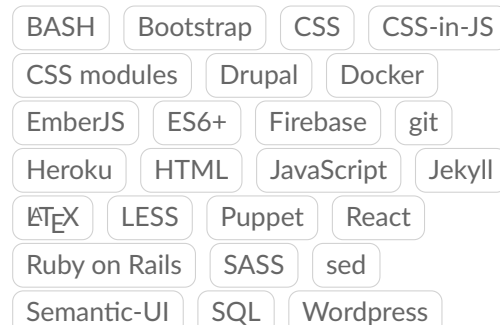 BASH Bootstrap CSS CSS-in-JS
CSS modules Drupal Docker
EmberJS ES6+ Firebase git
Heroku HTML JavaScript Jekyll
LATEX LESS Puppet React
Ruby on Rails SASS sed
Semantic-UI SQL Wordpress